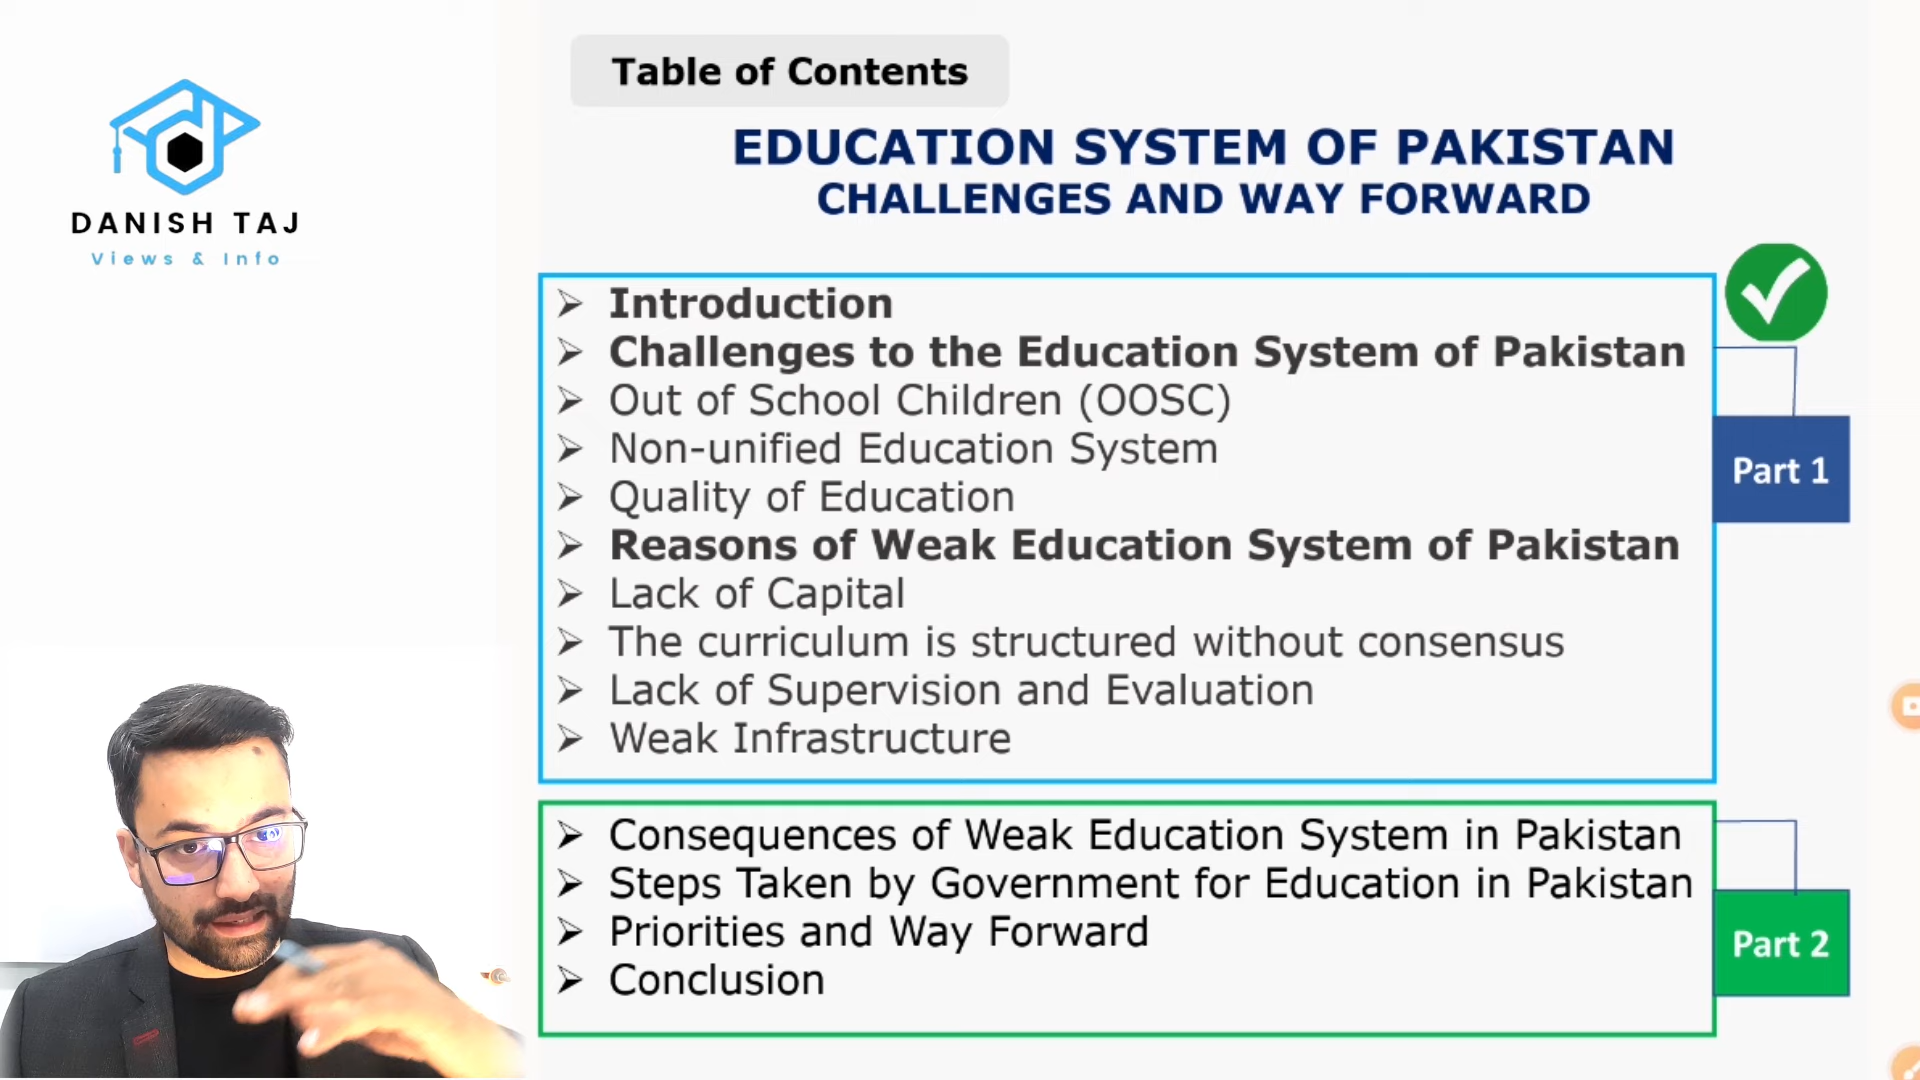 DANISH TAJ
Views & Info
Table of Contents
EDUCATION SYSTEM OF PAKISTAN
CHALLENGES AND WAY FORWARD
Introduction
Challenges to the Education System of Pakistan
Out of School Children (OOSC)
Non-unified Education System
Quality of Education
Reasons of Weak Education System of Pakistan
Lack of Capital
The curriculum is structured without consensus
Lack of Supervision and Evaluation
Weak Infrastructure
Part 1
Consequences of Weak Education System in Pakistan
Steps Taken by Government for Education in Pakistan
Priorities and Way Forward
Conclusion
Part 2